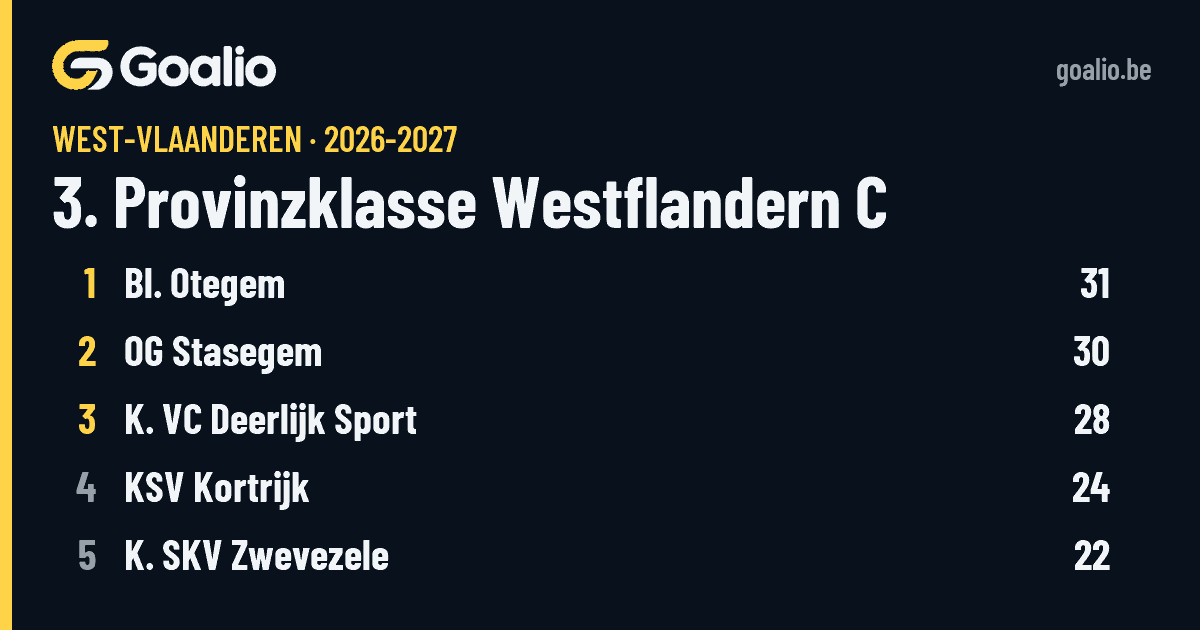 Goalio
goalio.be
WEST-VLAANDEREN · 2026-2027
3. Provinzklasse Westflandern C
1 Bl. Otegem 31
2 OG Stasegem 30
3 K. VC Deerlijk Sport 28
4 KSV Kortrijk 24
5 K. SKV Zwevezele 22